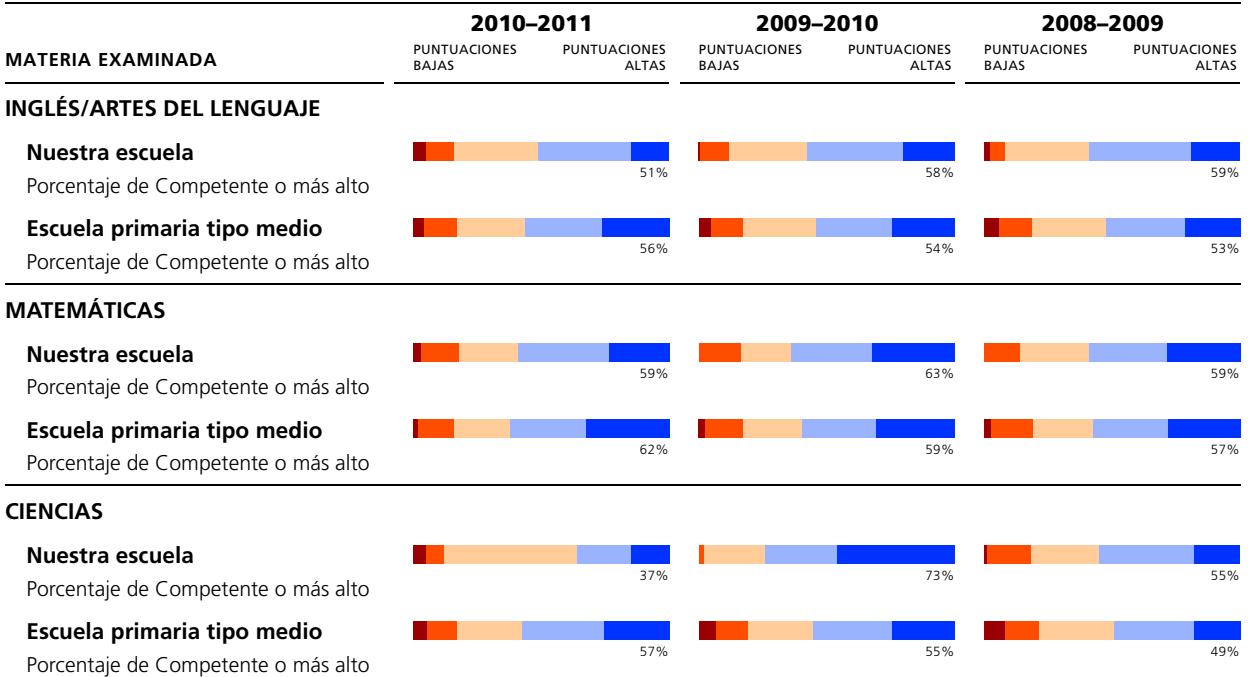 2010–2011 2009–2010 2008–2009
MATERIA EXAMINADA PUNTUACIONES BAJAS PUNTUACIONES ALTAS PUNTUACIONES BAJAS PUNTUACIONES ALTAS PUNTUACIONES BAJAS PUNTUACIONES ALTAS
INGLÉS/ARTES DEL LENGUAJE
Nuestra escuela
51% 58% 59%
Porcentaje de Competente o más alto
Escuela primaria tipo medio
56% 54% 53%
Porcentaje de Competente o más alto
MATEMÁTICAS
Nuestra escuela
59% 63% 59%
Porcentaje de Competente o más alto
Escuela primaria tipo medio
62% 59% 57%
Porcentaje de Competente o más alto
CIENCIAS
Nuestra escuela
37% 73% 55%
Porcentaje de Competente o más alto
Escuela primaria tipo medio
57% 55% 49%
Porcentaje de Competente o más alto